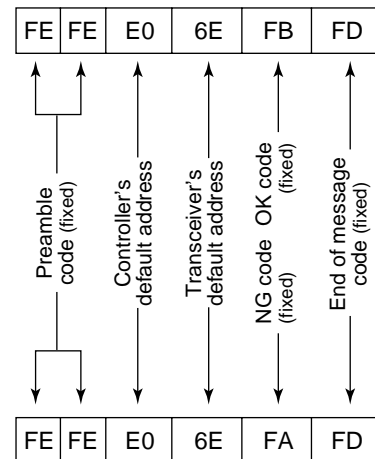 FE FE E0 6E FB FD
Preamble
code (fixed)
Controller's
default address
Transceiver's
default address
OK code
(fixed)
NG code
(fixed)
End of message
code (fixed)
FE FE E0 6E FA FD